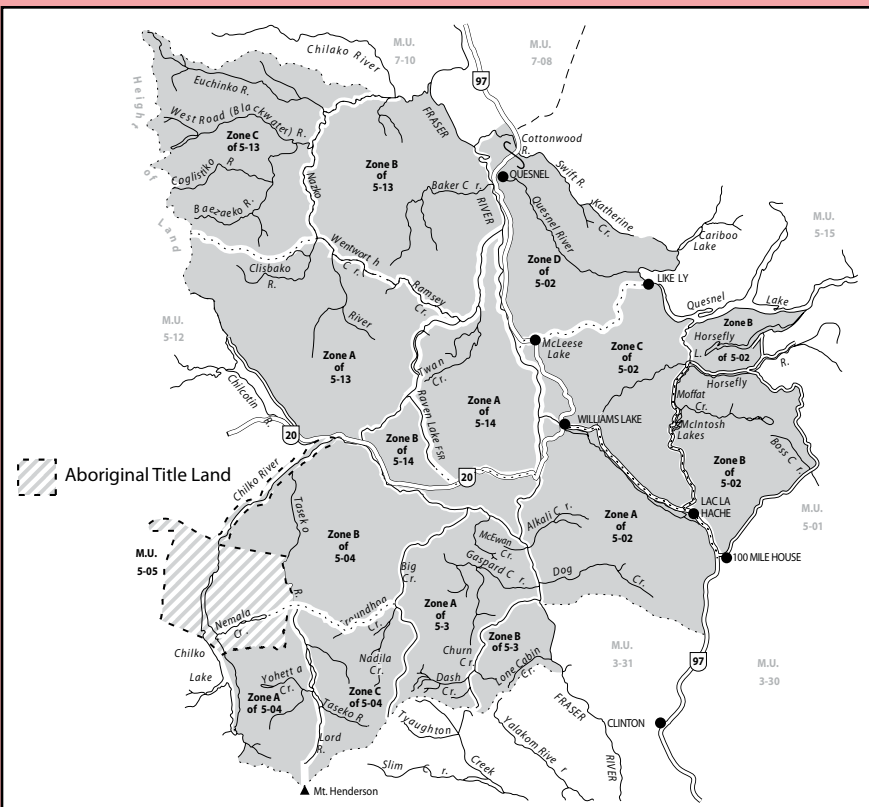 Chilako River
M.U.
7-10
M.U.
7-08
97
Height of Land
Euchinko R.
West Road (Blackwater) R.
Zone C
of
5-13
Coglistiko
R
Baezaeko R.
Nazko
Zone B
of
5-13
FRASER
RIVER
Baker Cr.
Cottonwood
R.
QUESNEL
Swift R.
Katherine
Cr.
Quesnel River
Cariboo
Lake
M.U.
5-15
Zone D
of
5-02
LIKELY
Quesnel
Lake
Clisbako
R.
Wentworth
Cr.
Ramsey
Cr.
River
M.U.
5-12
Zone A
of
5-13
McLeese
Lake
Zone C
of
5-02
Zone B
of 5-02
Horsefly
L.
Horsefly
R.
Moffat
Cr.
McIntosh
Lakes
Twan
Cr.
Raven Lake FSR
Zone A
of
5-14
Zone B
of
5-14
Chilcotin
R.
20
20
WILLIAMS LAKE
Zone B
of
5-02
Boss Cr.
LAC LA
HACHE
M.U.
5-01
100 MILE HOUSE
Aboriginal Title Land
Chilko River
Taseko
R.
Zone B
of
5-04
M.U.
5-05
McEwan
Cr.
Alkali Cr.
Gaspard Cr.
Dog
Cr.
Zone A
of
5-02
Big
Cr.
Zone A
of
5-3
Zone B
of 5-3
Groundhog
Cr.
Nemaia
Cr.
Chilko
Lake
Nadila
Cr.
Churn
Cr.
Dash
Cr.
Lone Cabin
Cr.
Yohetta
Cr.
Zone A
of 5-04
Zone C
of 5-04
Taseko R
Lord
R.
Mt. Henderson
Tyaughton
Creek
Slim Cr.
Yalakom River
FRASER
RIVER
M.U.
3-31
M.U.
3-30
97
CLINTON